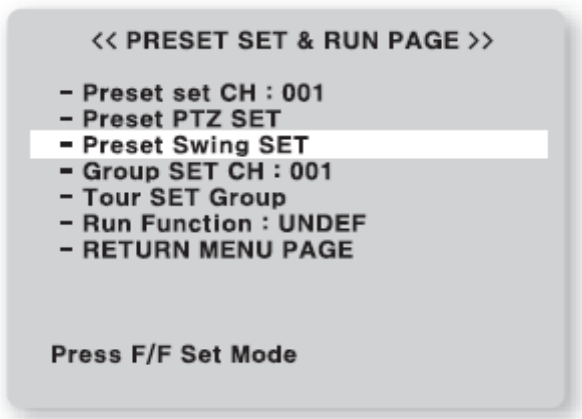 << PRESET SET & RUN PAGE >>
- Preset set CH : 001
- Preset PTZ SET
- Preset Swing SET
- Group SET CH : 001
- Tour SET Group
- Run Function : UNDEF
- RETURN MENU PAGE
Press F/F Set Mode